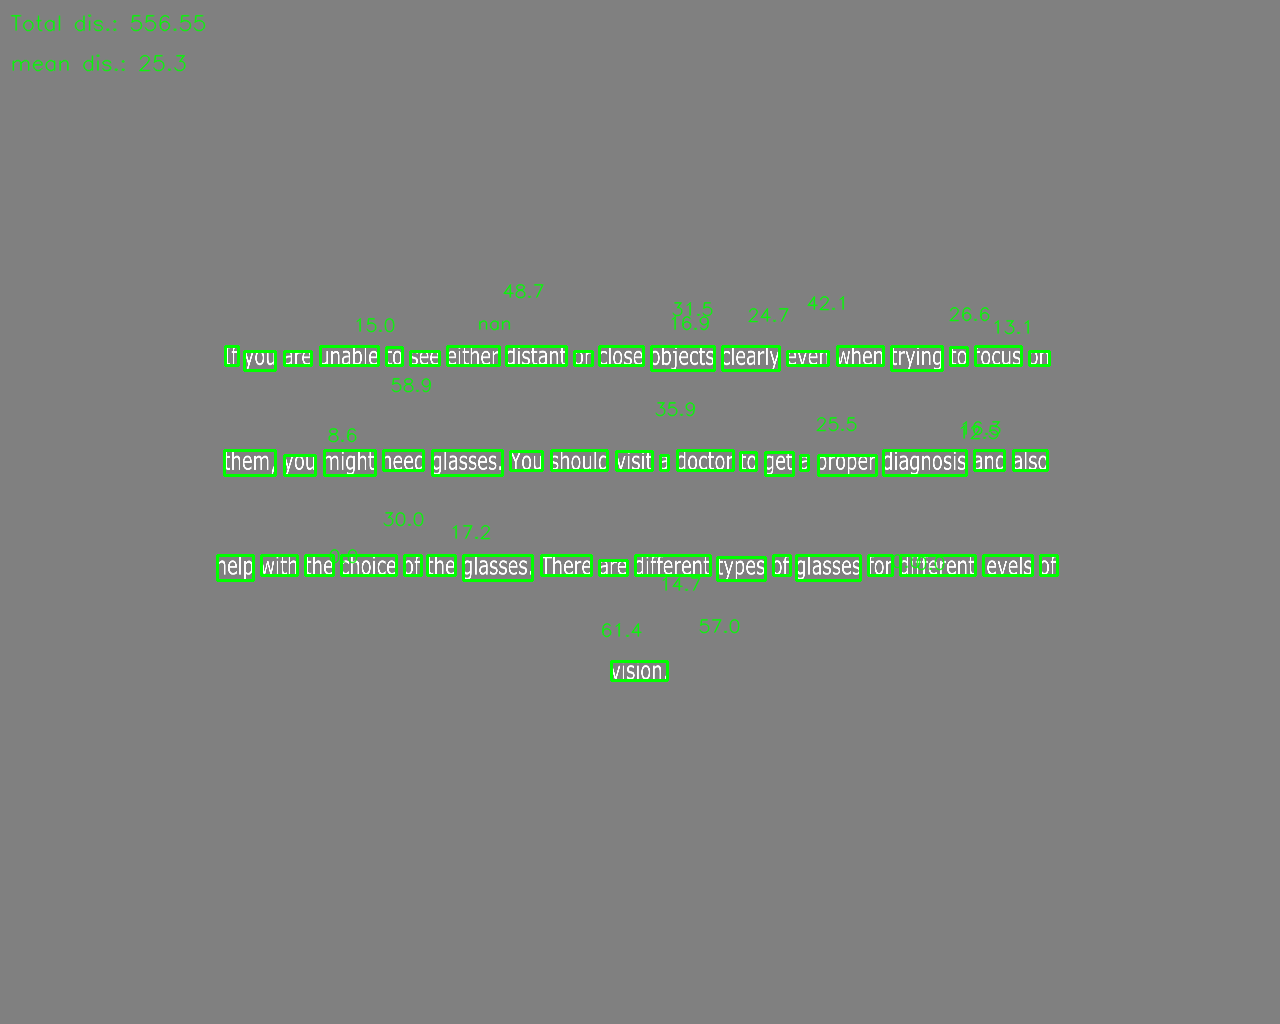 Total dis.: 556.55
mean dis.: 25.3
48.7
31.5
42.1
24.7
26.6
15.0
nan
16.9
13.1
If you are unable to see either distant or close objects clearly even when trying to focus on
58.9
35.9
25.5
8.6
12.5
them, you might need glasses. You should visit a doctor to get a proper diagnosis and also
30.0
17.2
help with the choice of the glasses. There are different types of glasses for different levels of
14.7
57.0
61.4
vision.